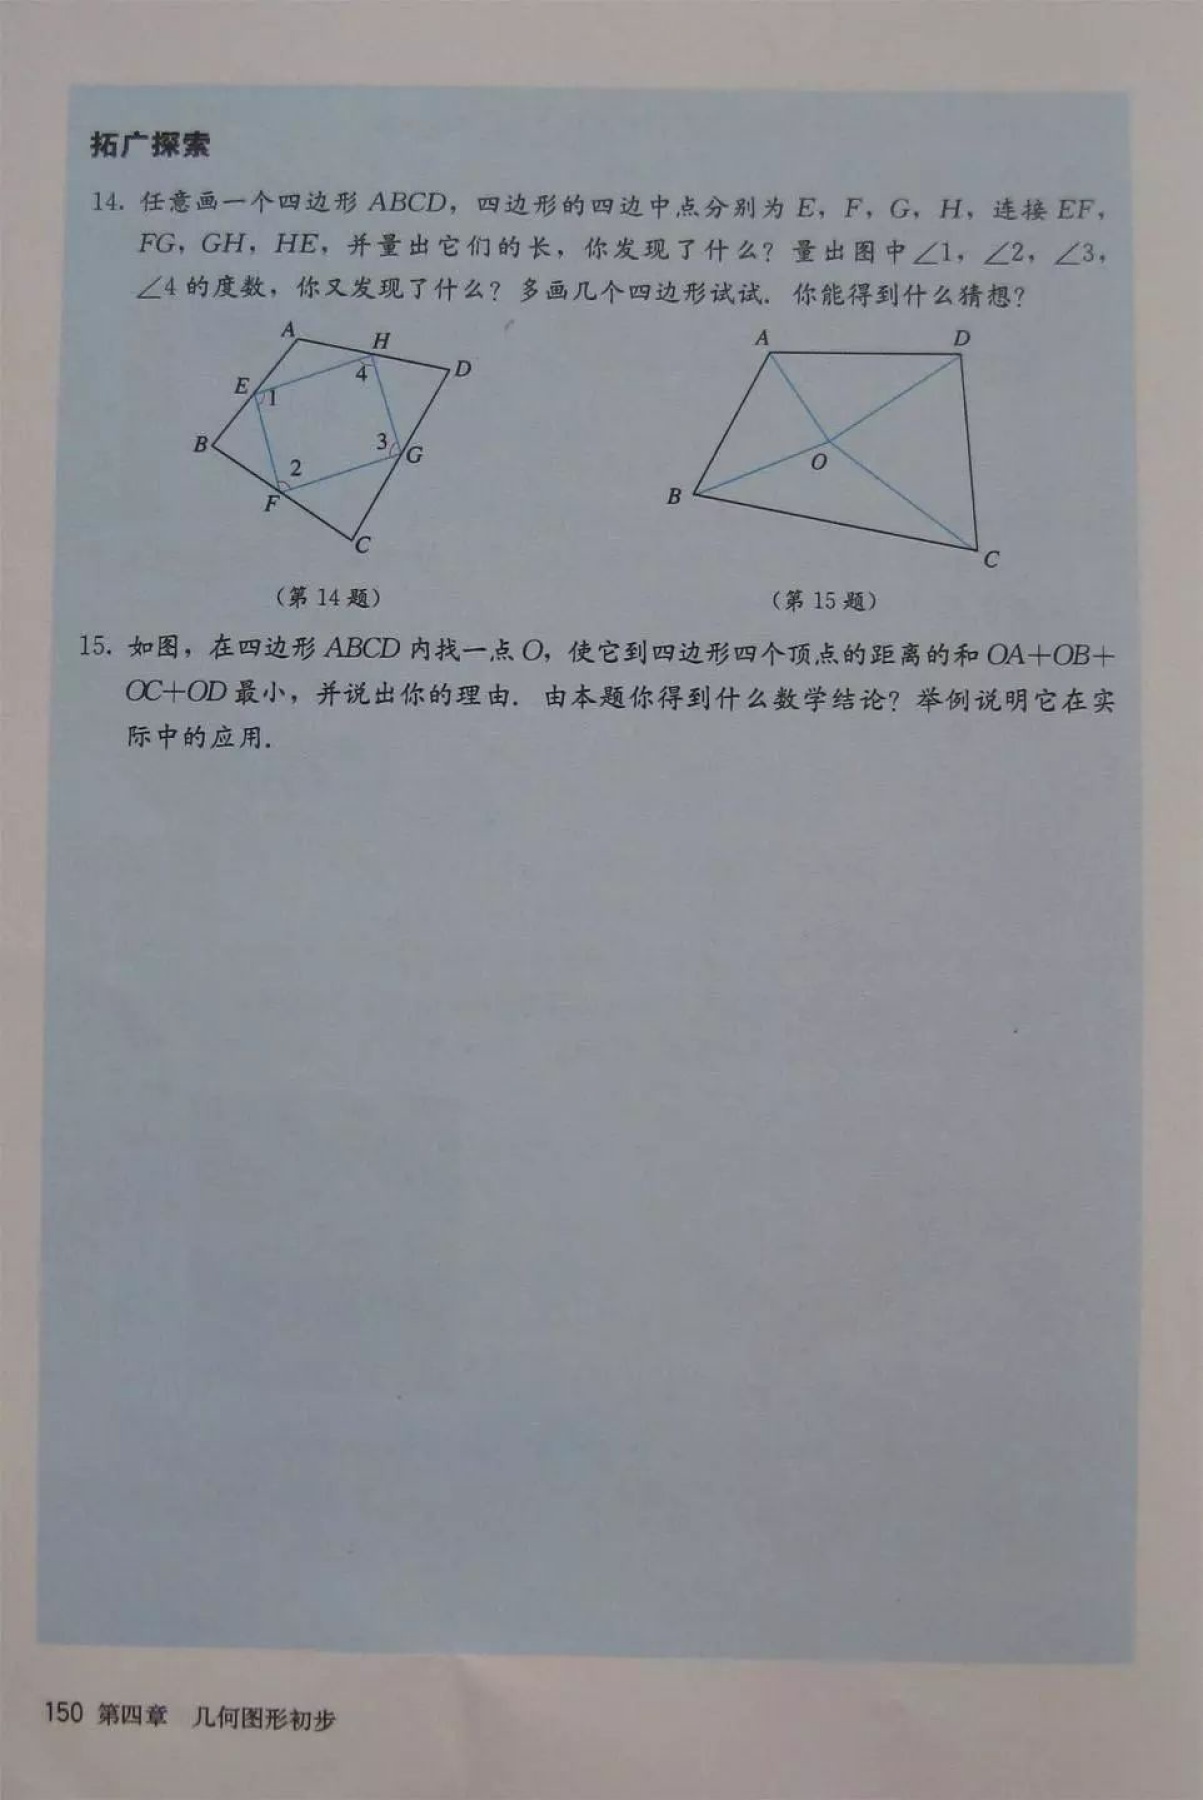 拓广探索
14. 任意画一个四边形 ABCD，四边形的四边中点分别为 E，F，G，H，连接 EF，
FG，GH，HE，并量出它们的长，你发现了什么？量出图中∠1，∠2，∠3，
∠4 的度数，你又发现了什么？多画几个四边形试试．你能得到什么猜想？
A
H
D
E
1
4
B
3
G
2
F
C
(第 14 题)
A
D
O
B
C
(第 15 题)
15. 如图，在四边形 ABCD 内找一点 O，使它到四边形四个顶点的距离的和 OA+OB+
OC+OD 最小，并说出你的理由．由本题你得到什么数学结论？举例说明它在实
际中的应用．
150 第四章 几何图形初步